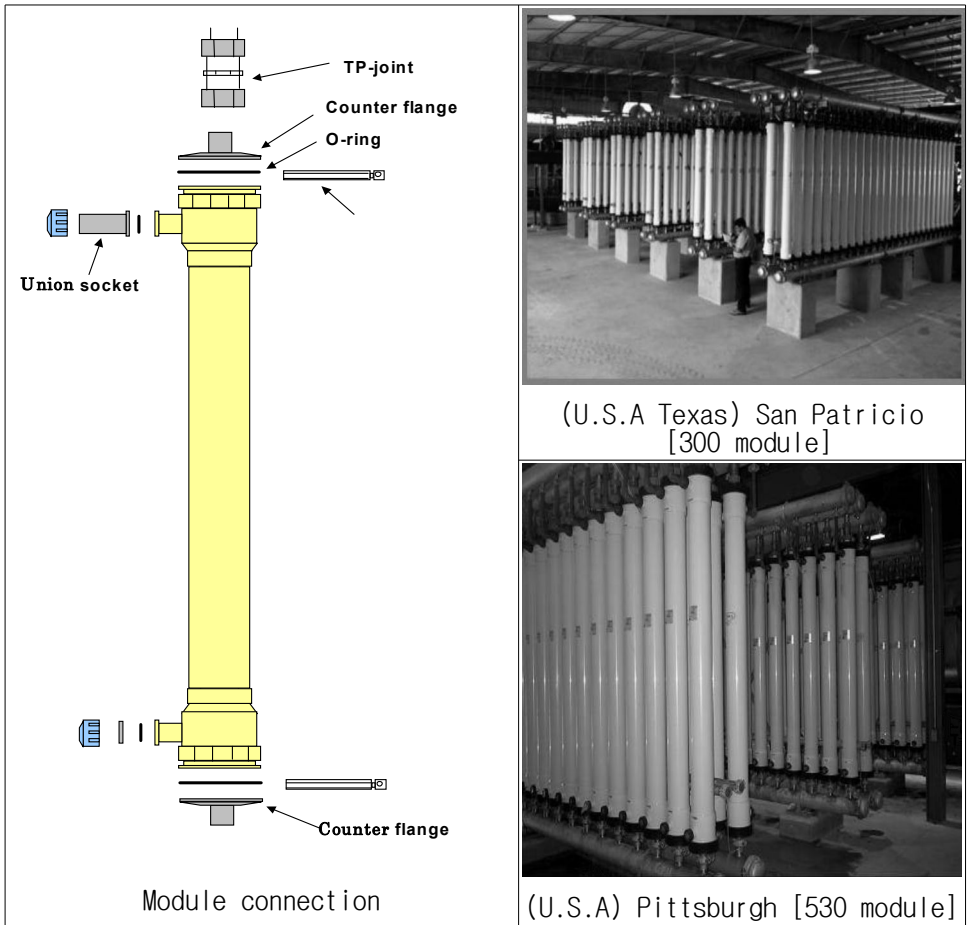 TP-joint
Counter flange
O-ring
Union socket
Counter flange
Module connection
(U.S.A Texas) San Patricio
[300 module]
(U.S.A) Pittsburgh [530 module]